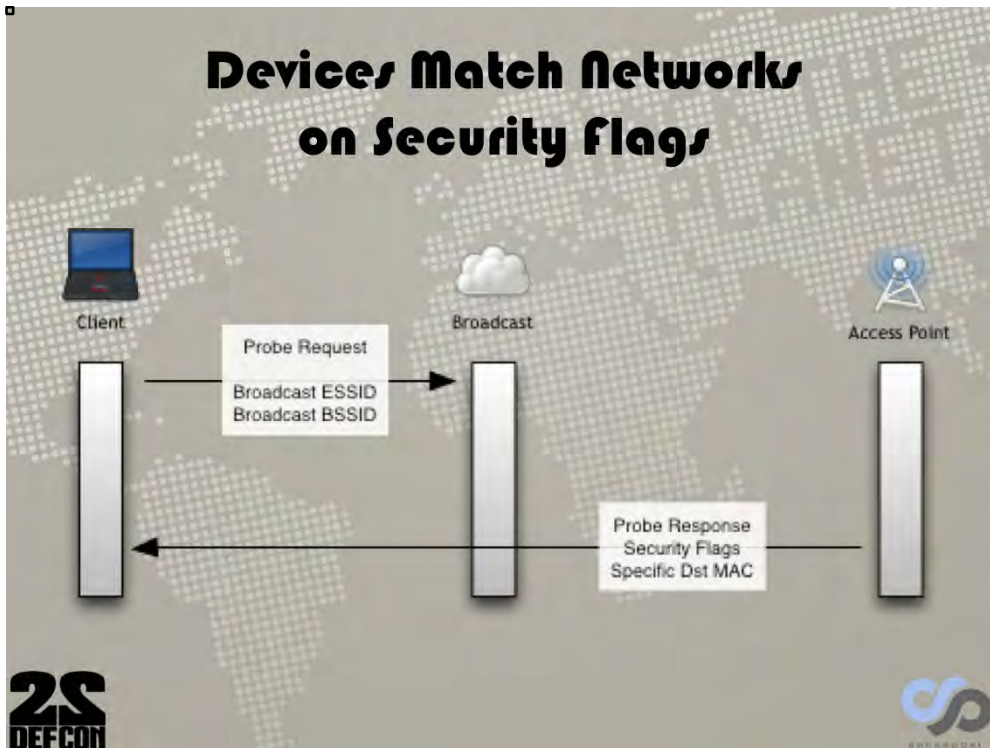 Devices Match Networks
on Security Flags
Client
Broadcast
Access Point
Probe Request
Broadcast ESSID
Broadcast BSSID
Probe Response
Security Flags
Specific Dst MAC
DEFCON